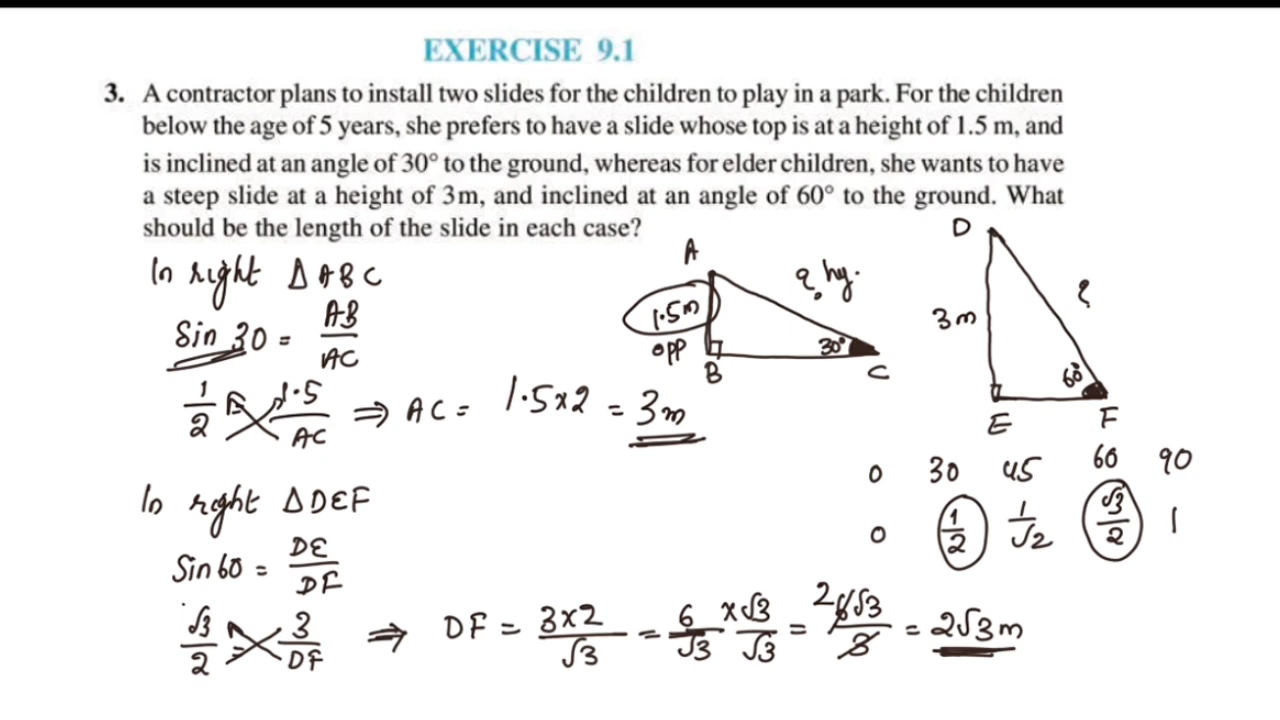 EXERCISE 9.1
3. A contractor plans to install two slides for the children to play in a park. For the children
below the age of 5 years, she prefers to have a slide whose top is at a height of 1.5 m, and
is inclined at an angle of 30° to the ground, whereas for elder children, she wants to have
a steep slide at a height of 3m, and inclined at an angle of 60° to the ground. What
should be the length of the slide in each case?
In right Δ ABC
Sin 30 = AB/AC
1/2 = 1.5/AC ⇒ AC = 1.5x2 = 3m
A
1.5m
opp
B
? hy.
30°
C
D
3m
?
60°
E
F
0 30 45 60 90
0 1/2 1/√2 √3/2 1
In right ΔDEF
Sin 60 = DE/DF
√3/2 = 3/DF ⇒ DF = 3x2/√3 = 6/√3 x √3/√3 = 2 6√3/3 = 2√3m